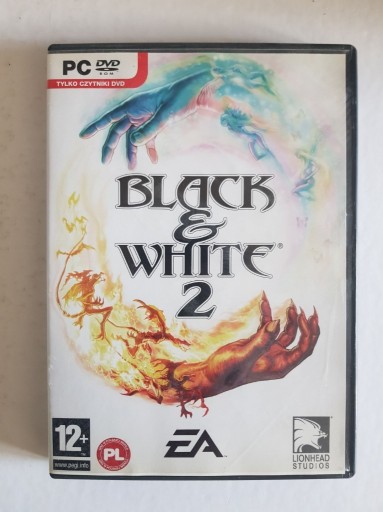 PC DVD
ROM
TYLKO CZYTNIKI DVD
BLACK
&
WHITE®
2
12+
www.pegi.info
PL
EA
LIONHEAD
STUDIOS